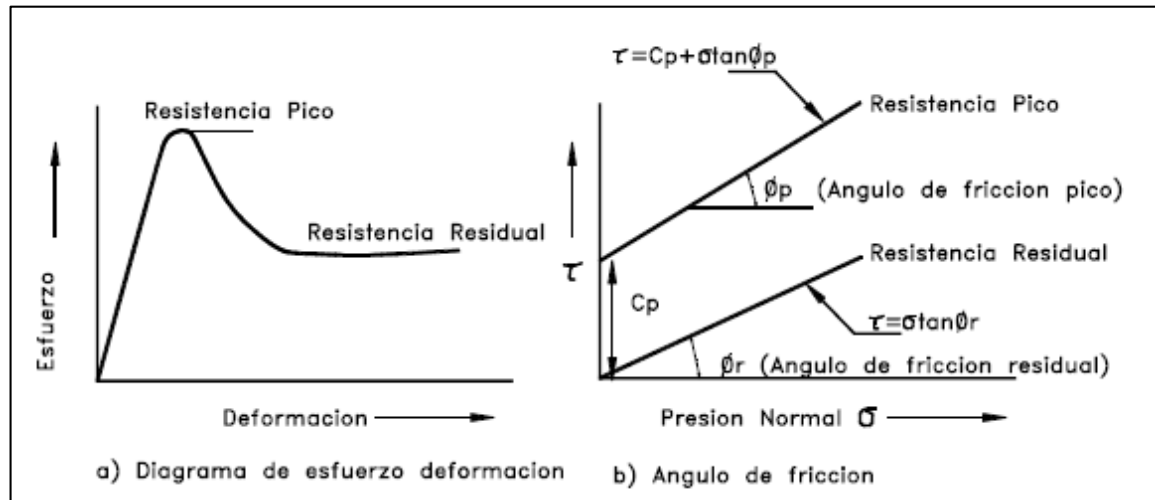 Resistencia Pico
Resistencia Residual
Esfuerzo
Deformacion
a) Diagrama de esfuerzo deformacion
τ=Cp+σtanØp
Resistencia Pico
Øp (Angulo de friccion pico)
Resistencia Residual
τ
Cp
τ=σtanØr
Ør (Angulo de friccion residual)
Presion Normal σ
b) Angulo de friccion